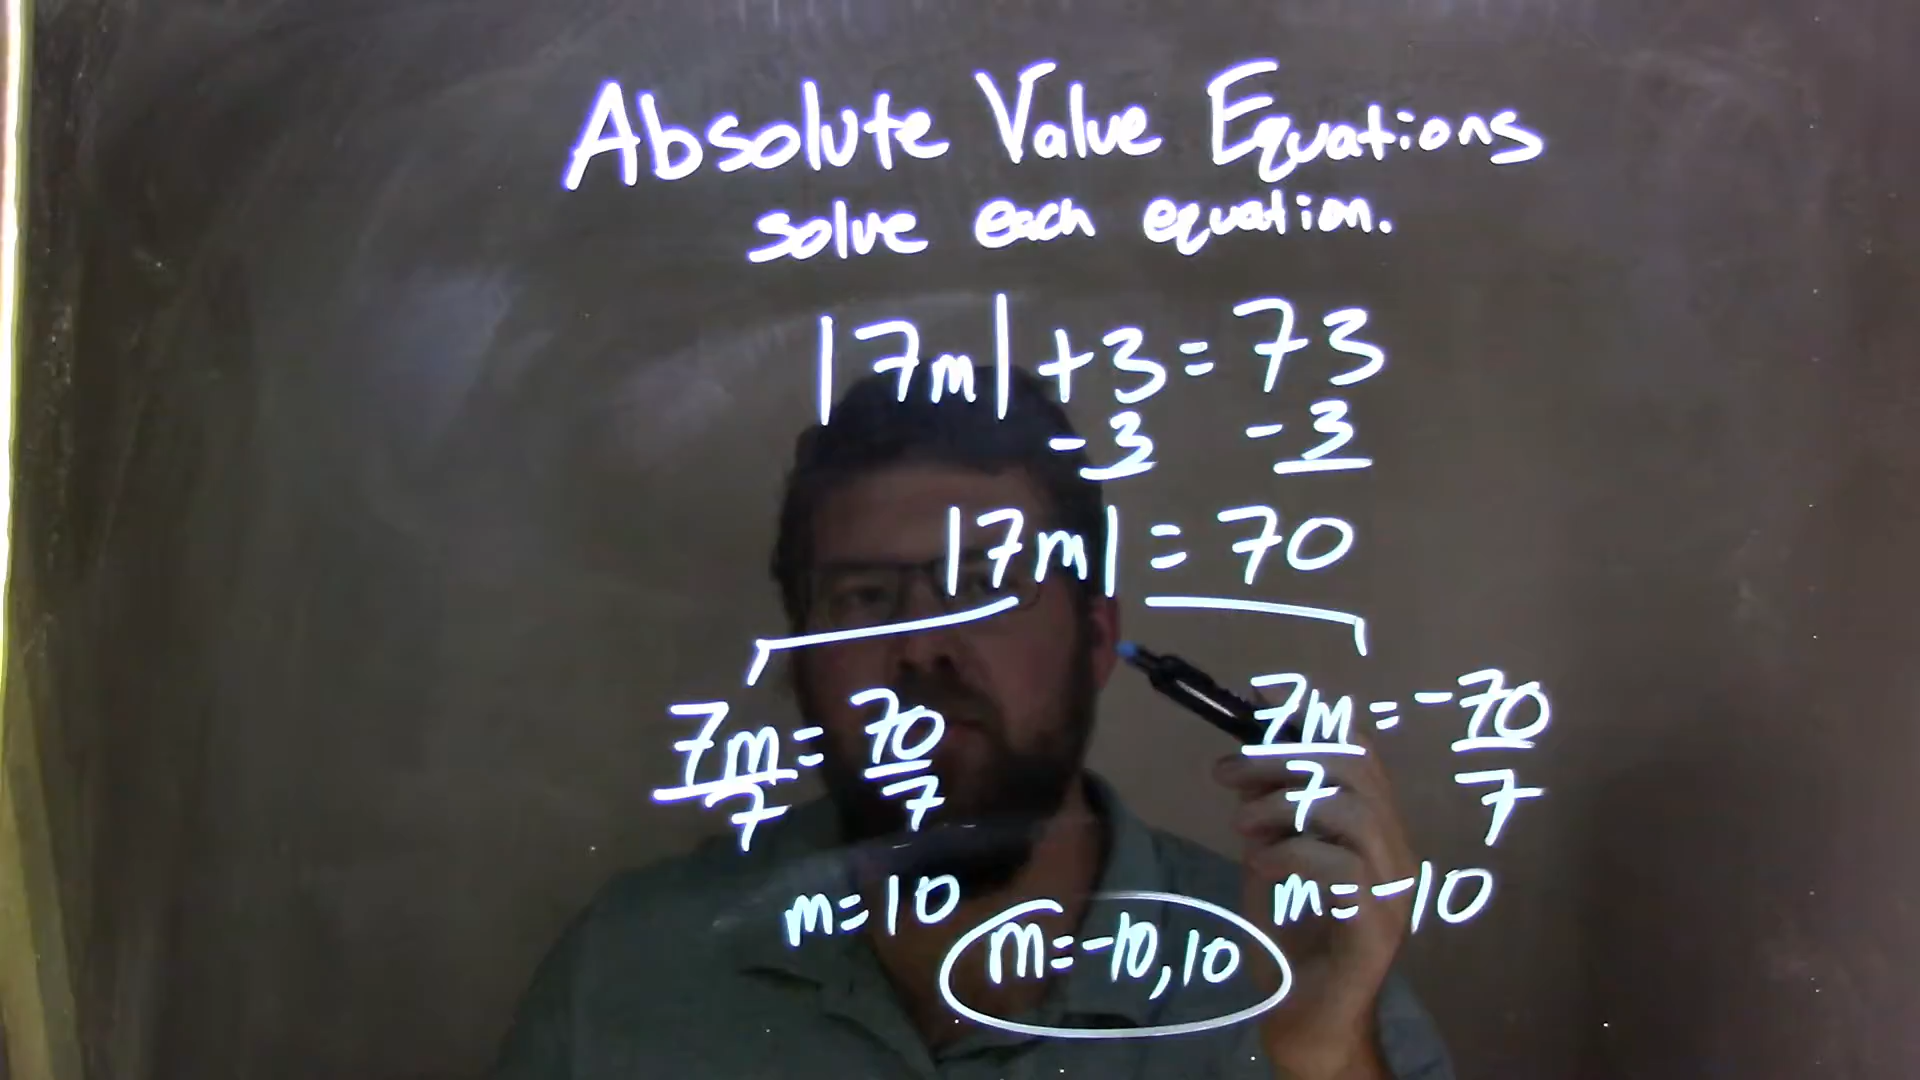 Absolute Value Equations
solve each equation.
|7m| +3 = 73
-3 -3
|7m| = 70
7m = 70 7m = -70
7 7 7 7
m = 10 m = -10
m = -10, 10